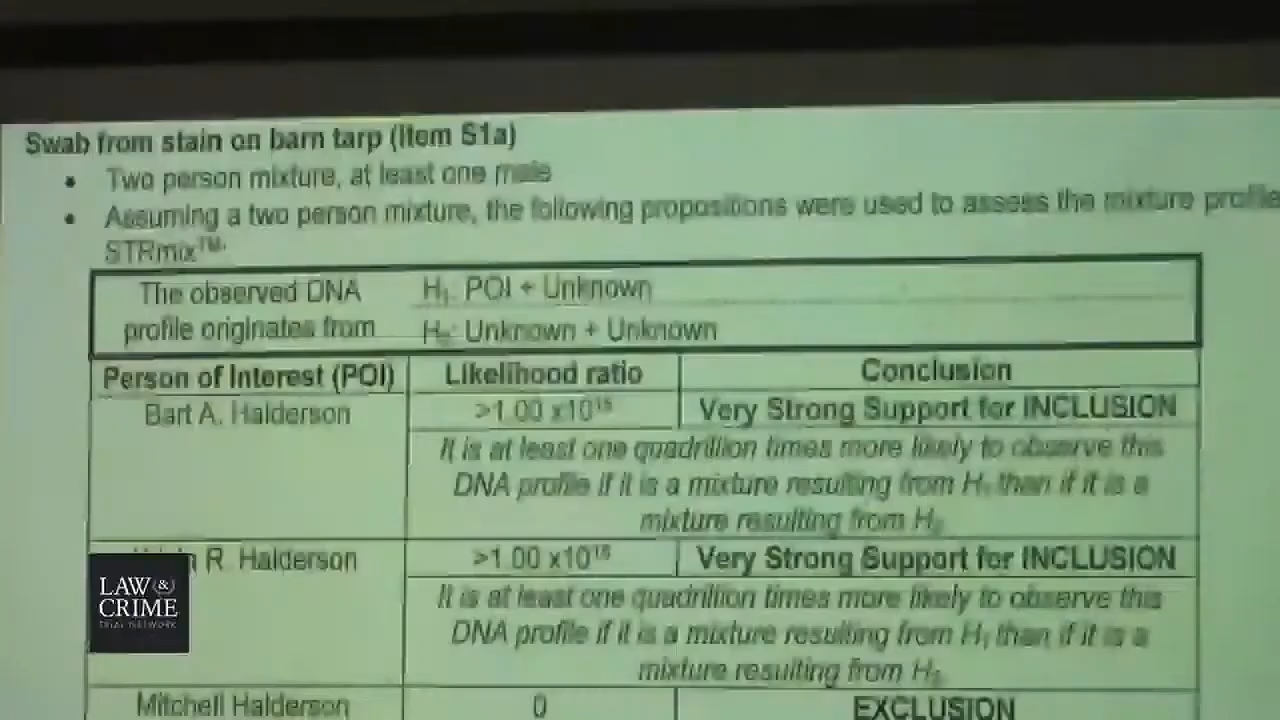 Swab from stain on barn tarp (Item S1a)
• Two person mixture, at least one male
• Assuming a two person mixture, the following propositions were used to assess the mixture profile
STRmix™
The observed DNA
profile originates from
H₁: POI + Unknown
H₂: Unknown + Unknown
Person of Interest (POI) Likelihood ratio Conclusion
Bart A. Halderson >1.00 x10¹⁵ Very Strong Support for INCLUSION
It is at least one quadrillion times more likely to observe this
DNA profile if it is a mixture resulting from H₁ than if it is a
mixture resulting from H₂
R. Halderson >1.00 x10¹⁵ Very Strong Support for INCLUSION
It is at least one quadrillion times more likely to observe this
DNA profile if it is a mixture resulting from H₁ than if it is a
mixture resulting from H₂
Mitchell Halderson 0 EXCLUSION
LAW &
CRIME
TRIAL NETWORK